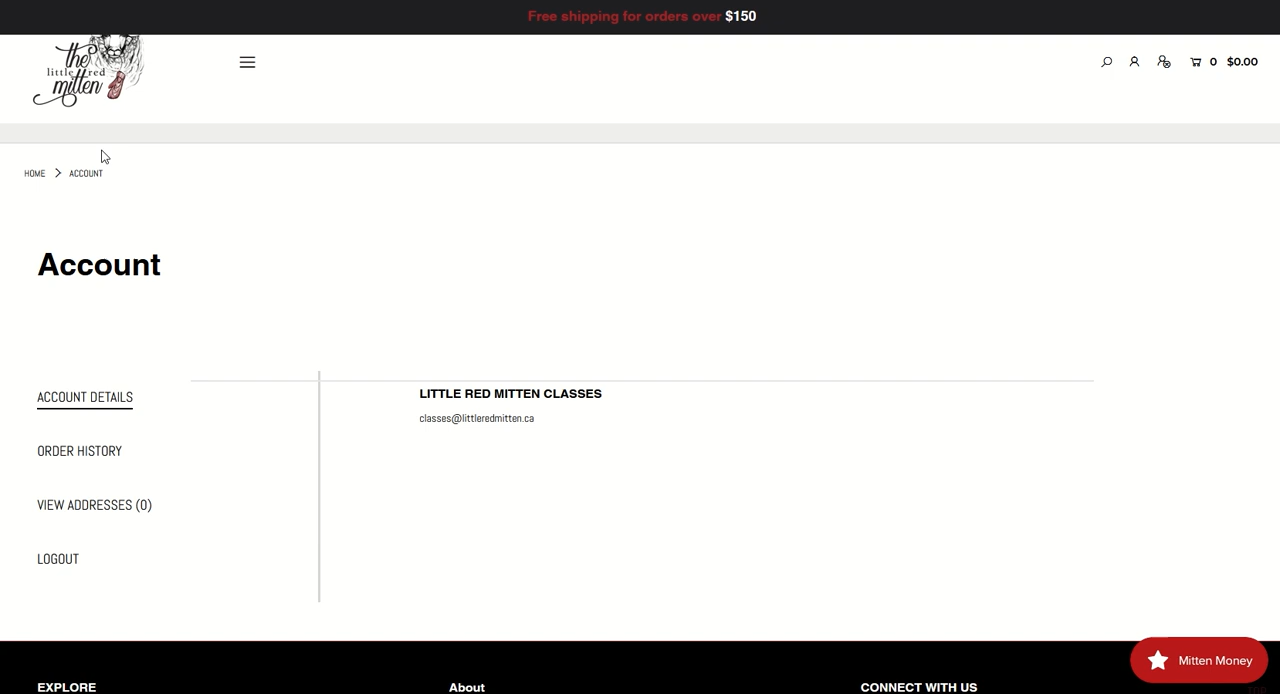 Free shipping for orders over $150
the
little red
mitten
0 $0.00
HOME > ACCOUNT
Account
ACCOUNT DETAILS
ORDER HISTORY
VIEW ADDRESSES (0)
LOGOUT
LITTLE RED MITTEN CLASSES
classes@littleredmitten.ca
Mitten Money
EXPLORE
About
CONNECT WITH US